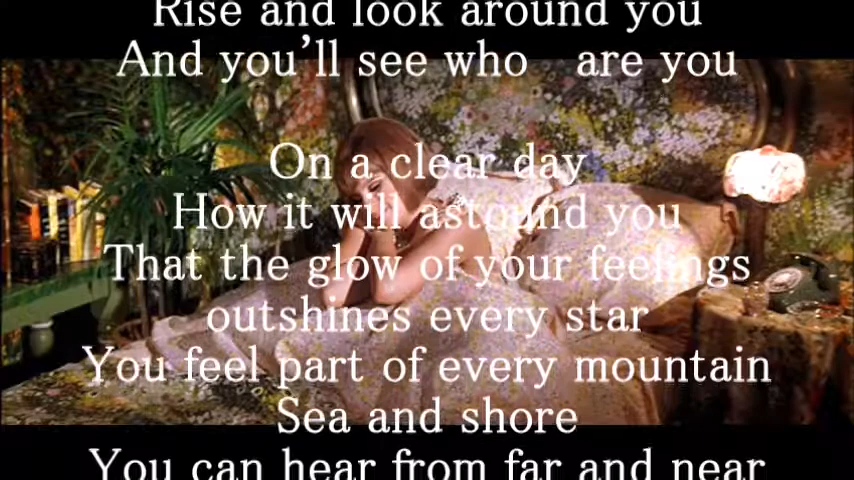 Rise and look around you
And you'll see who are you
On a clear day
How it will astound you
That the glow of your feelings
outshines every star
You feel part of every mountain
Sea and shore
You can hear from far and near